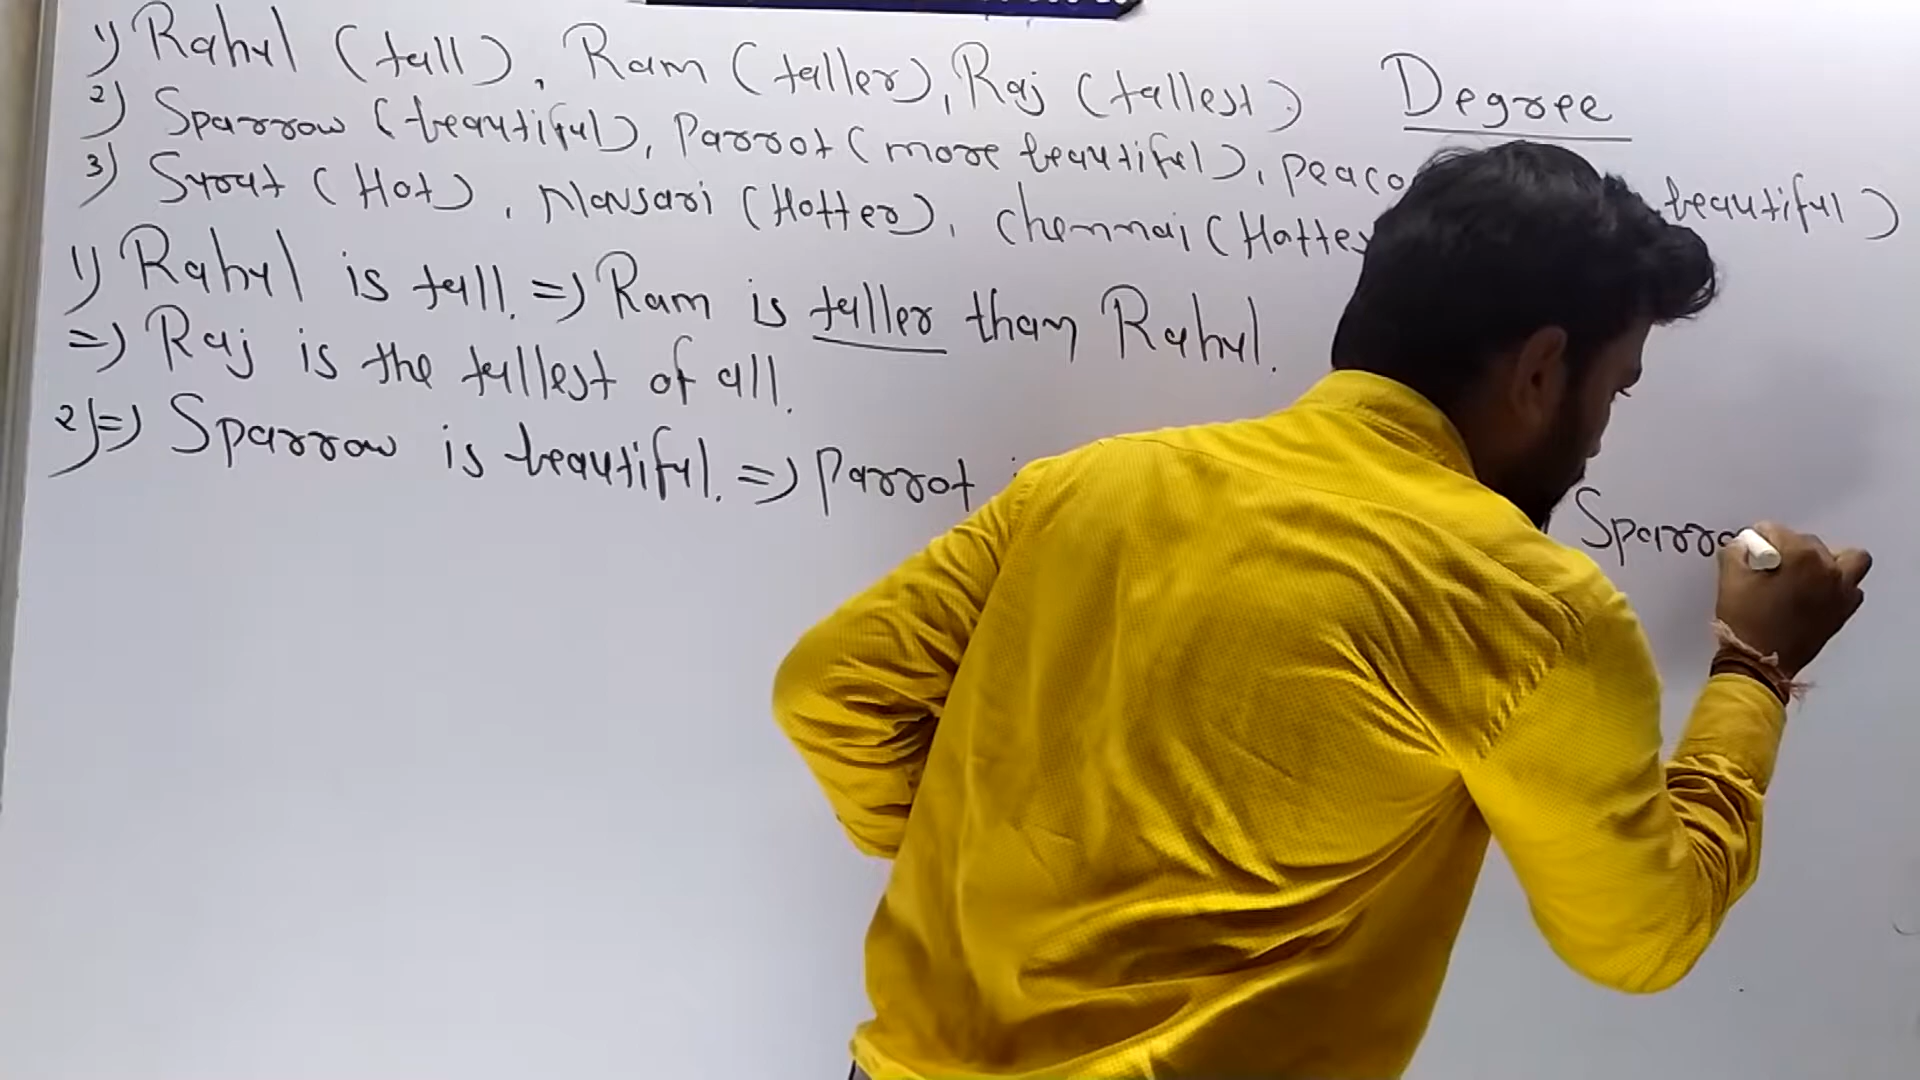 Degree
1) Rahul (tall), Ram (taller), Raj (tallest)
2) Sparrow (beautiful), Parrot (more beautiful), peaco beautiful)
3) Surat (Hot), Navsari (Hotter), Chennai (Hottes
1) Rahul is tall. => Ram is taller than Rahul.
=> Raj is the tallest of all.
2) => Sparrow is beautiful. => Parrot Sparro